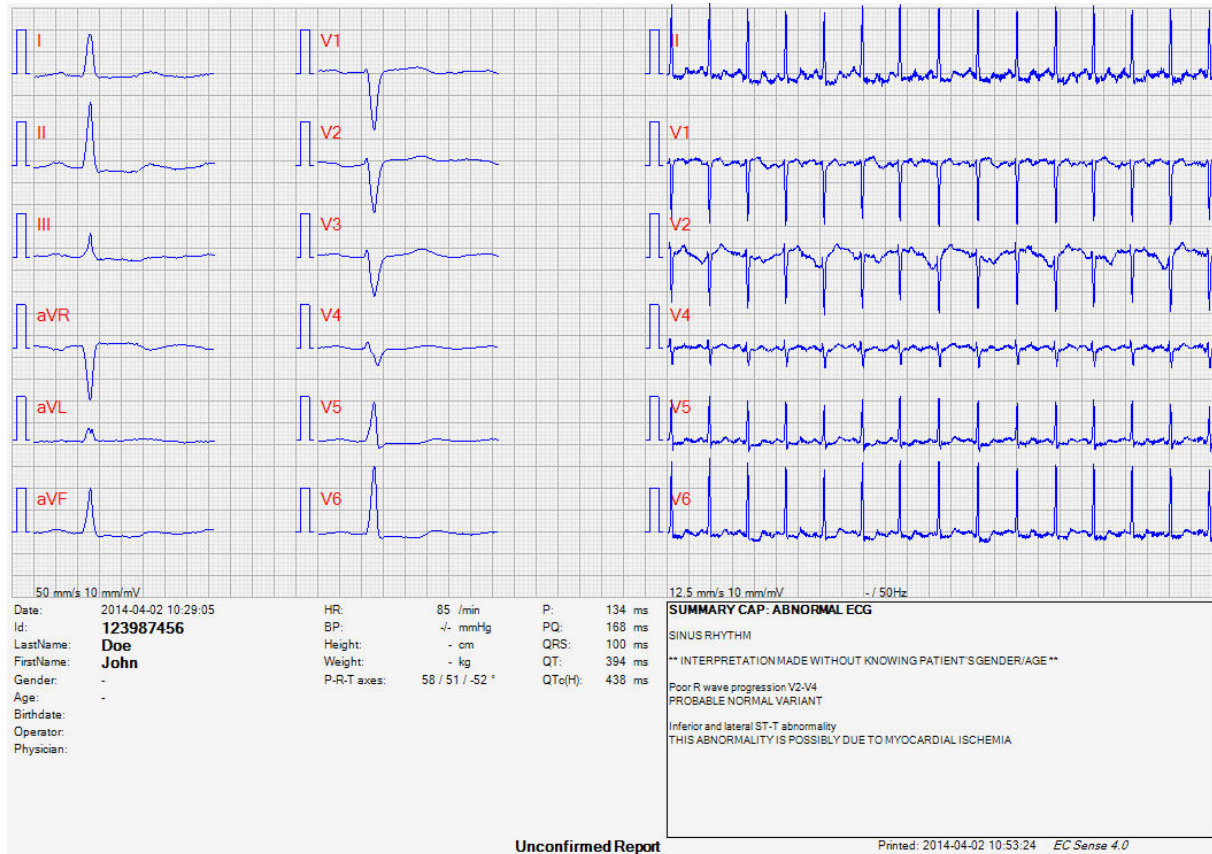 I
V1
II
II
V2
V1
III
V3
V2
aVR
V4
V4
aVL
V5
V5
aVF
V6
V6
50 mm/s 10 mm/mV
12.5 mm/s 10 mm/mV - / 50Hz
Date: 2014-04-02 10:29:05
Id: 123987456
LastName: Doe
FirstName: John
Gender: -
Age: -
Birthdate:
Operator:
Physician:
HR: 85 /min
BP: -/- mmHg
Height: - cm
Weight: - kg
P-R-T axes: 58 / 51 / -52 °
P: 134 ms
PQ: 168 ms
QRS: 100 ms
QT: 394 ms
QTc(H): 438 ms
SUMMARY CAP: ABNORMAL ECG
SINUS RHYTHM
** INTERPRETATION MADE WITHOUT KNOWING PATIENT'S GENDER/AGE **
Poor R wave progression V2-V4
PROBABLE NORMAL VARIANT
Inferior and lateral ST-T abnormality
THIS ABNORMALITY IS POSSIBLY DUE TO MYOCARDIAL ISCHEMIA
Unconfirmed Report
Printed: 2014-04-02 10:53:24 EC Sense 4.0